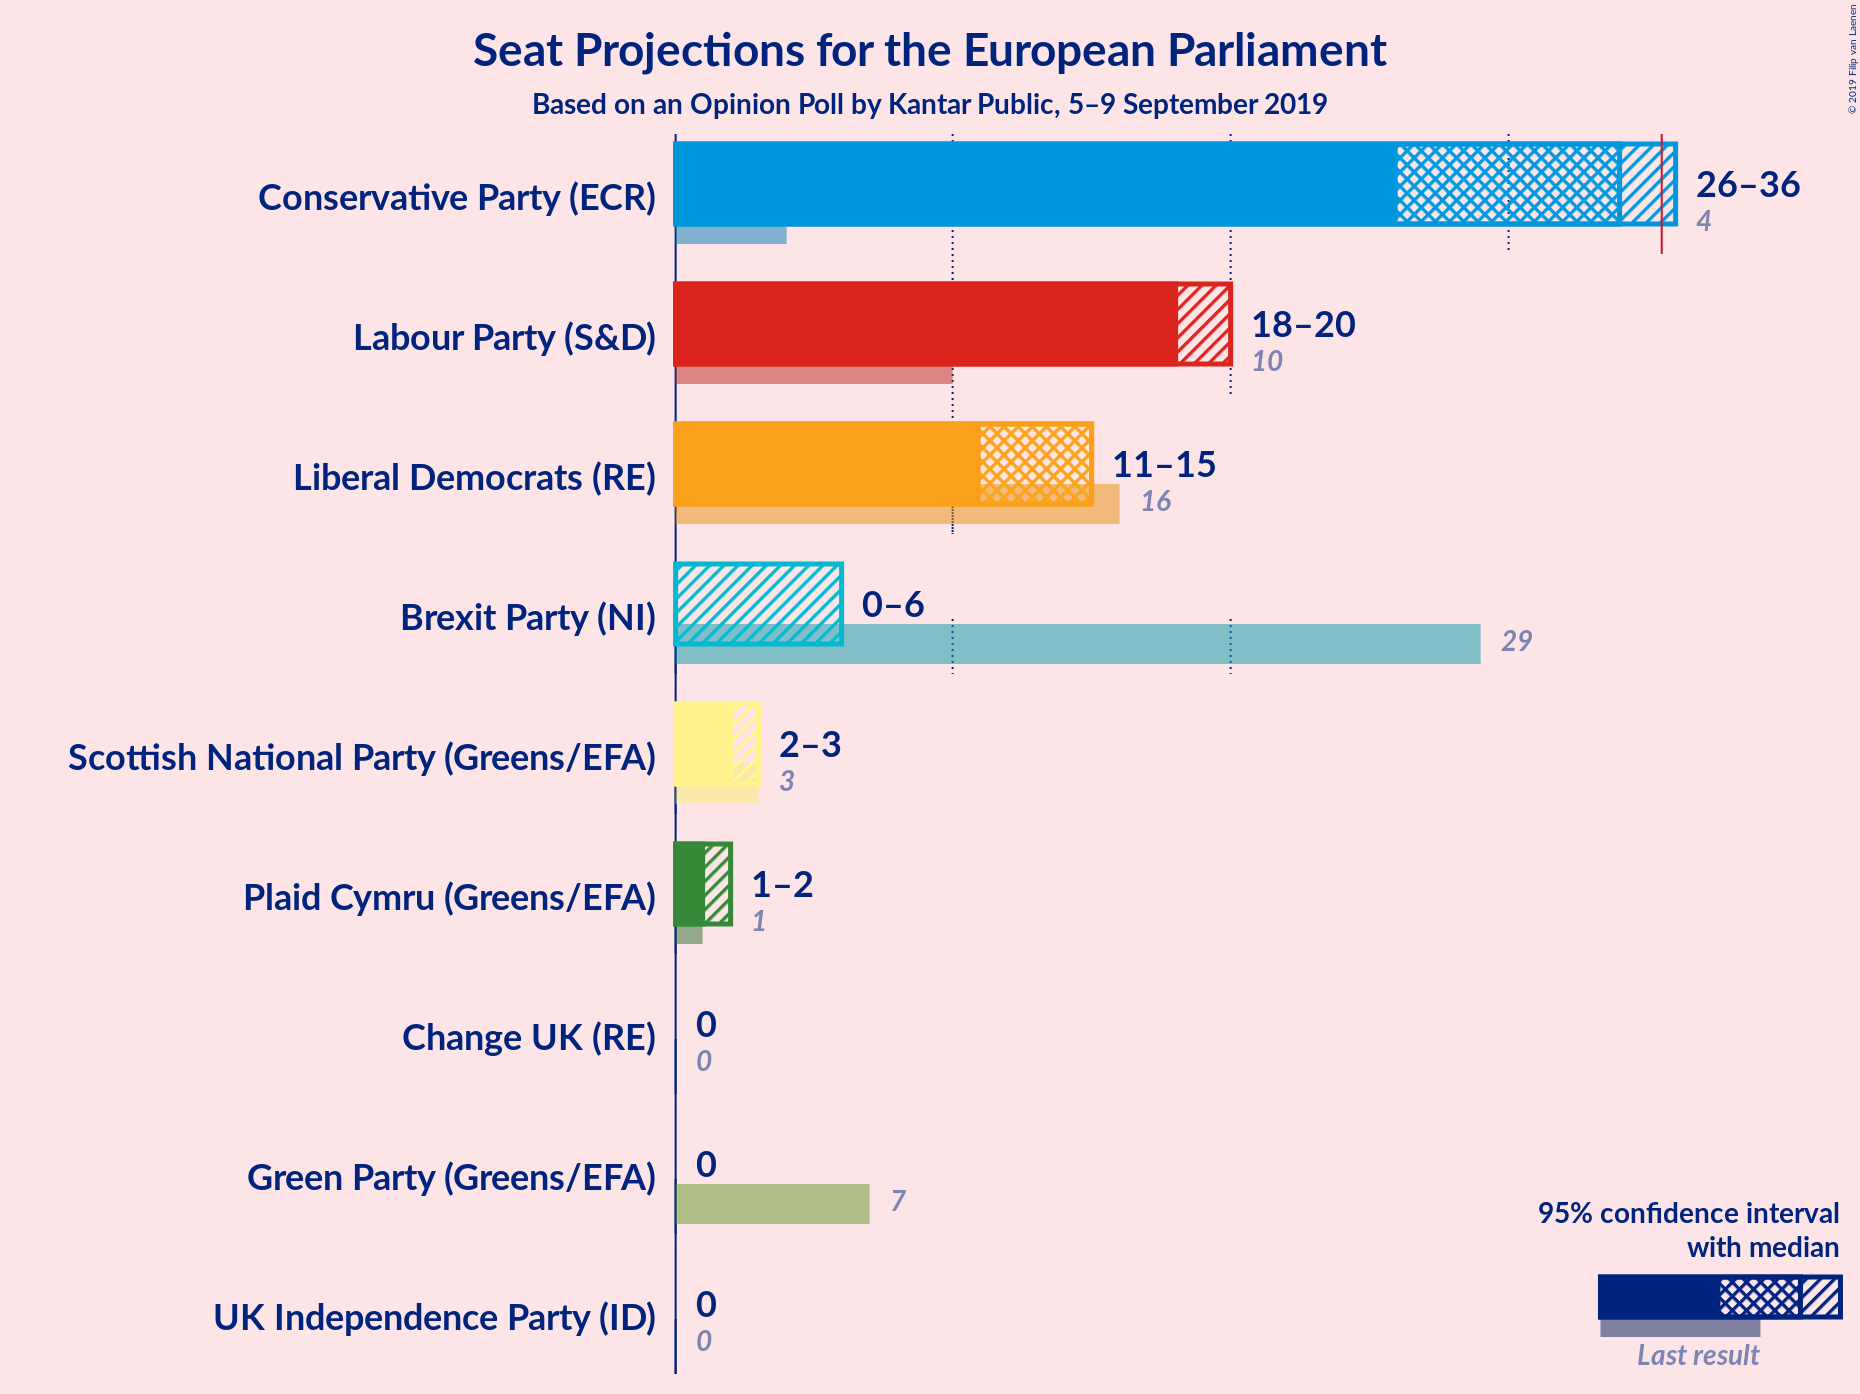 Seat Projections for the European Parliament
Based on an Opinion Poll by Kantar Public, 5–9 September 2019
© 2019 Filip van Laenen
Conservative Party (ECR)
26–36
4
Labour Party (S&D)
18–20
10
Liberal Democrats (RE)
11–15
16
Brexit Party (NI)
0–6
29
Scottish National Party (Greens/EFA)
2–3
3
Plaid Cymru (Greens/EFA)
1–2
1
Change UK (RE)
0
0
Green Party (Greens/EFA)
0
7
UK Independence Party (ID)
0
0
95% confidence interval
with median
Last result